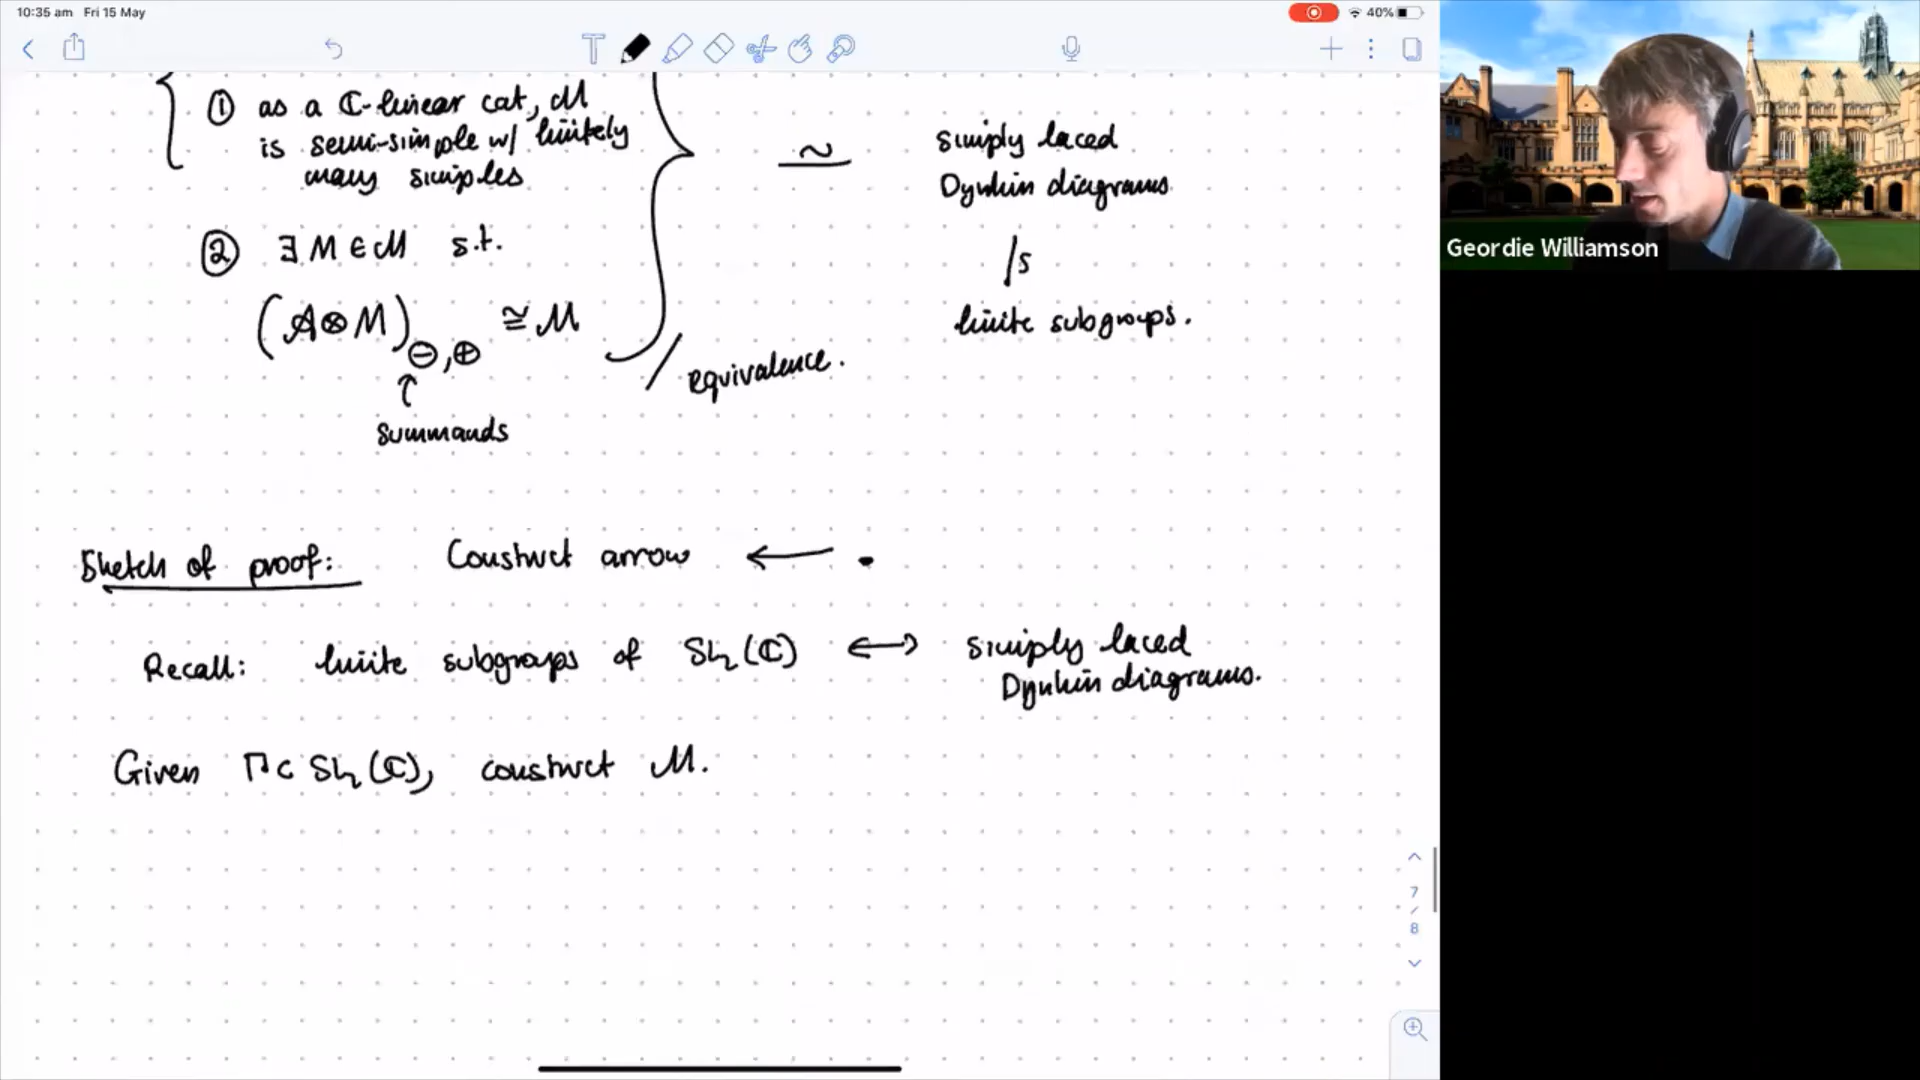 10:35 am Fri 15 May
40%
① as a ℂ-linear cat, M
is semi-simple w/ finitely
many simples
② ∃ M ∈ M s.t.
(A⊗M)⊖,⊕ ≅ M
↑
summands
/ equivalence.
~
simply laced
Dynkin diagrams
/s
finite subgroups.
Sketch of proof: Construct arrow ← .
Recall: finite subgroups of SL₂(ℂ) ↔ simply laced
Dynkin diagrams.
Given Γ ⊂ SL₂(ℂ), construct M.
7
/
8
Geordie Williamson